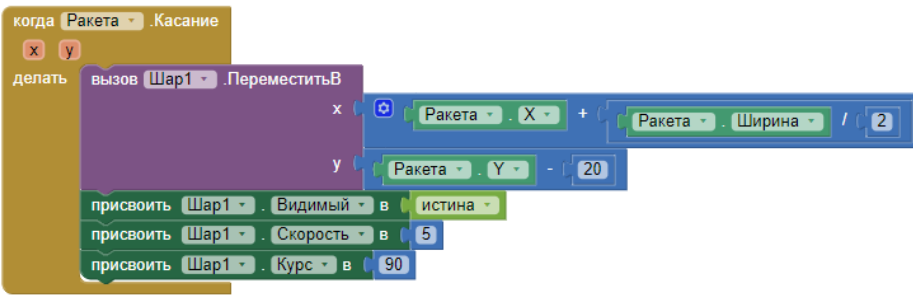 когда Ракета .Касание
x y
делать вызов Шар1 .ПереместитьВ
x Ракета . X + Ракета . Ширина / 2
y Ракета . Y - 20
присвоить Шар1 . Видимый в истина
присвоить Шар1 . Скорость в 5
присвоить Шар1 . Курс в 90